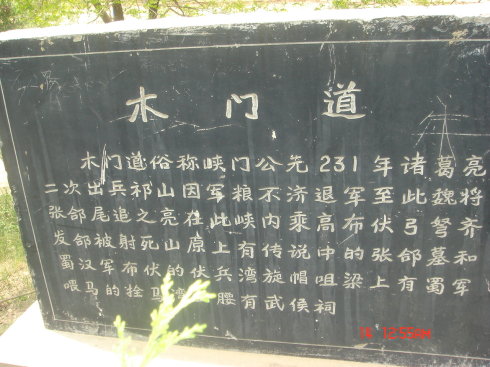 木门道
木门道俗称峡门公先231年诸葛亮
二次出兵祁山因军粮不济退军至此魏将
张郃尾追之亮在此峡内乘高布伏弓弩齐
发郃被射死山原上有传说中的张郃墓和
蜀汉军布伏的伏兵湾旋帽咀梁上有蜀军
喂马的拴马湾山腰有武侯祠
12:55AM